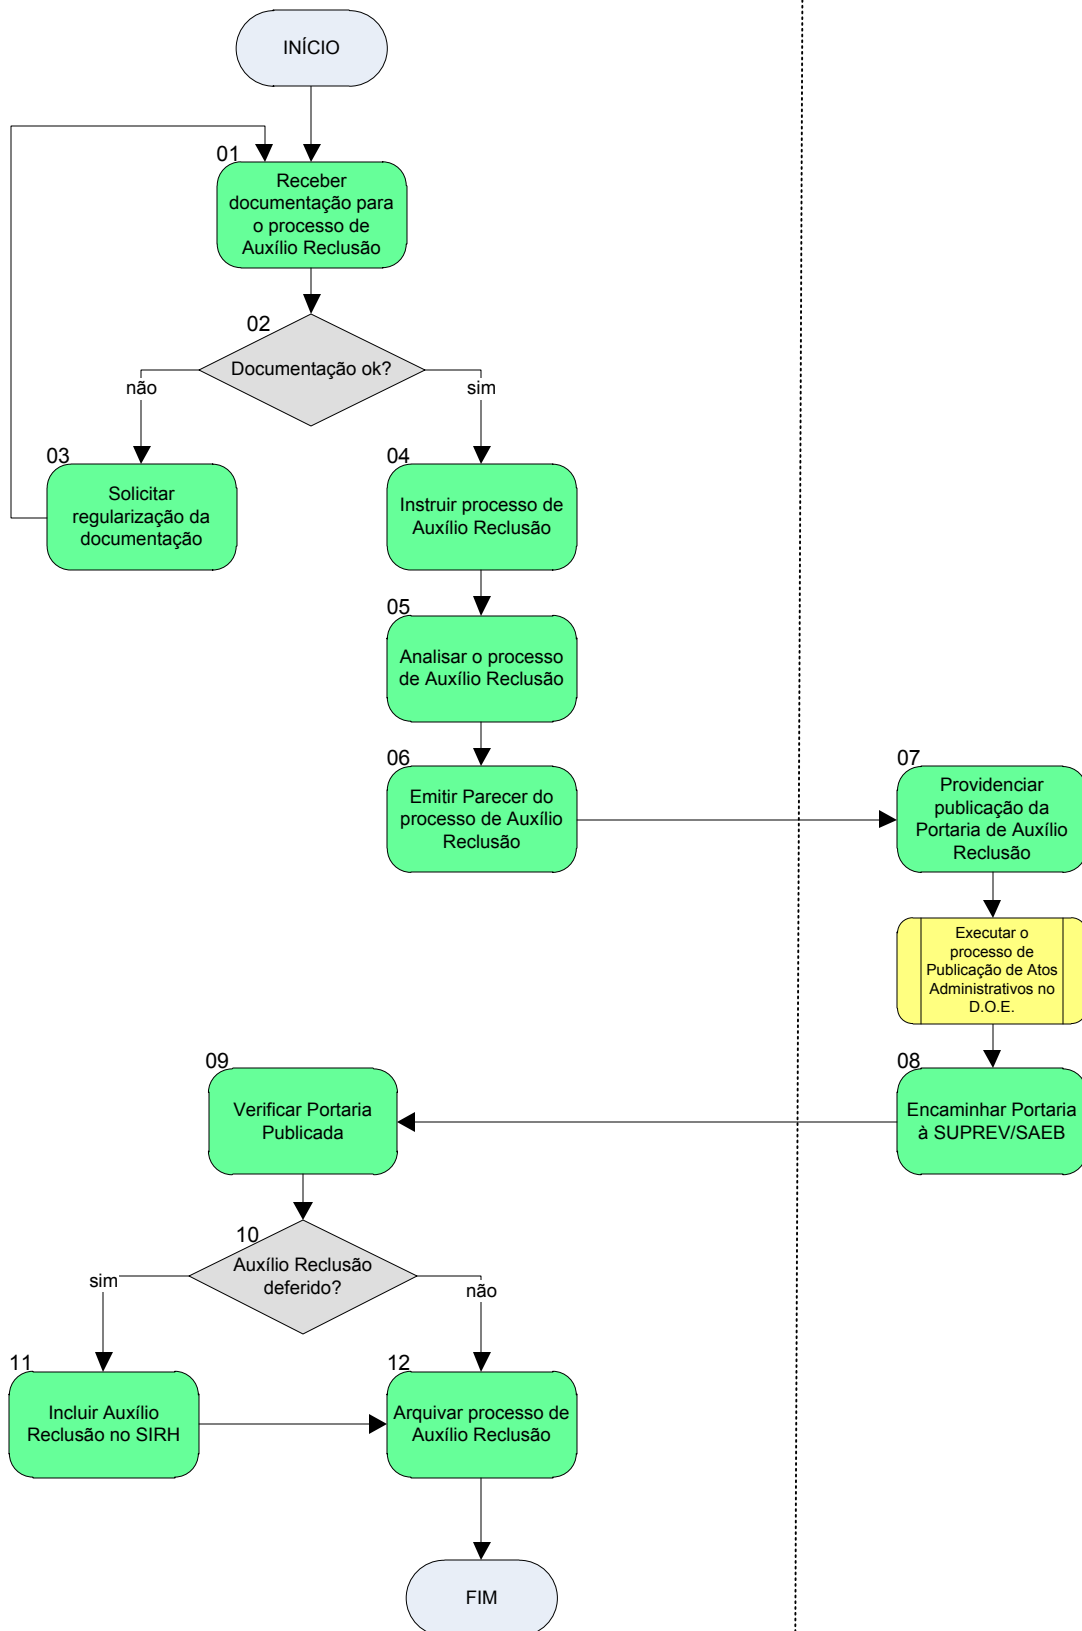 INÍCIO
01
Receber
documentação para
o processo de
Auxílio Reclusão
02
Documentação ok?
não
sim
03
Solicitar
regularização da
documentação
04
Instruir processo de
Auxílio Reclusão
05
Analisar o processo
de Auxílio Reclusão
06
Emitir Parecer do
processo de Auxílio
Reclusão
07
Providenciar
publicação da
Portaria de Auxílio
Reclusão
Executar o
processo de
Publicação de Atos
Administrativos no
D.O.E.
08
Encaminhar Portaria
à SUPREV/SAEB
09
Verificar Portaria
Publicada
10
Auxílio Reclusão
deferido?
sim
não
11
Incluir Auxílio
Reclusão no SIRH
12
Arquivar processo de
Auxílio Reclusão
FIM